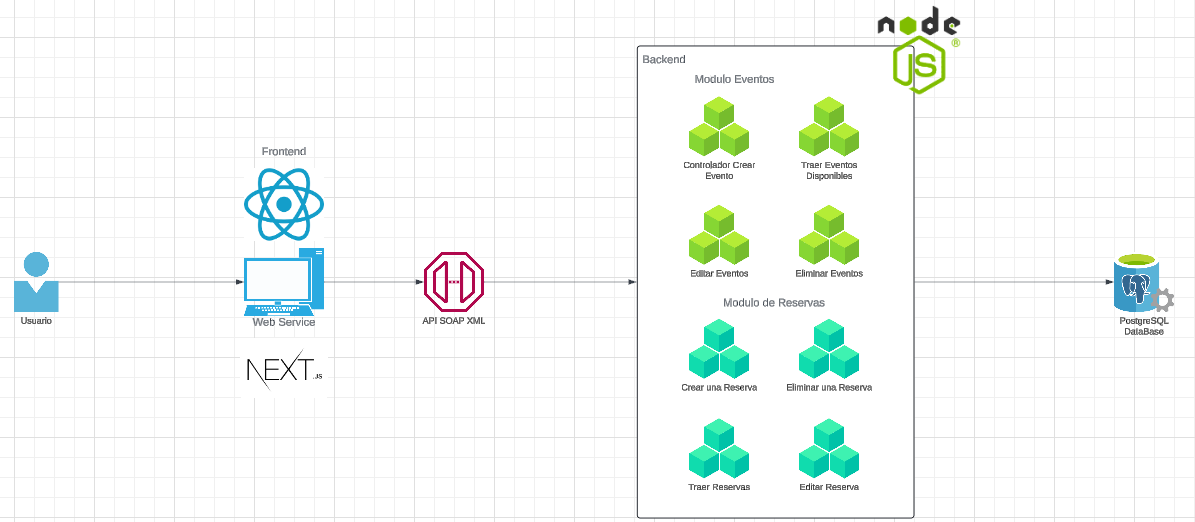 node
JS
®
Backend
Modulo Eventos
Controlador Crear
Evento
Traer Eventos
Disponibles
Editar Eventos
Eliminar Eventos
Modulo de Reservas
Crear una Reserva
Eliminar una Reserva
Traer Reservas
Editar Reserva
Frontend
Web Service
NEXT.JS
Usuario
API SOAP XML
PostgreSQL
DataBase